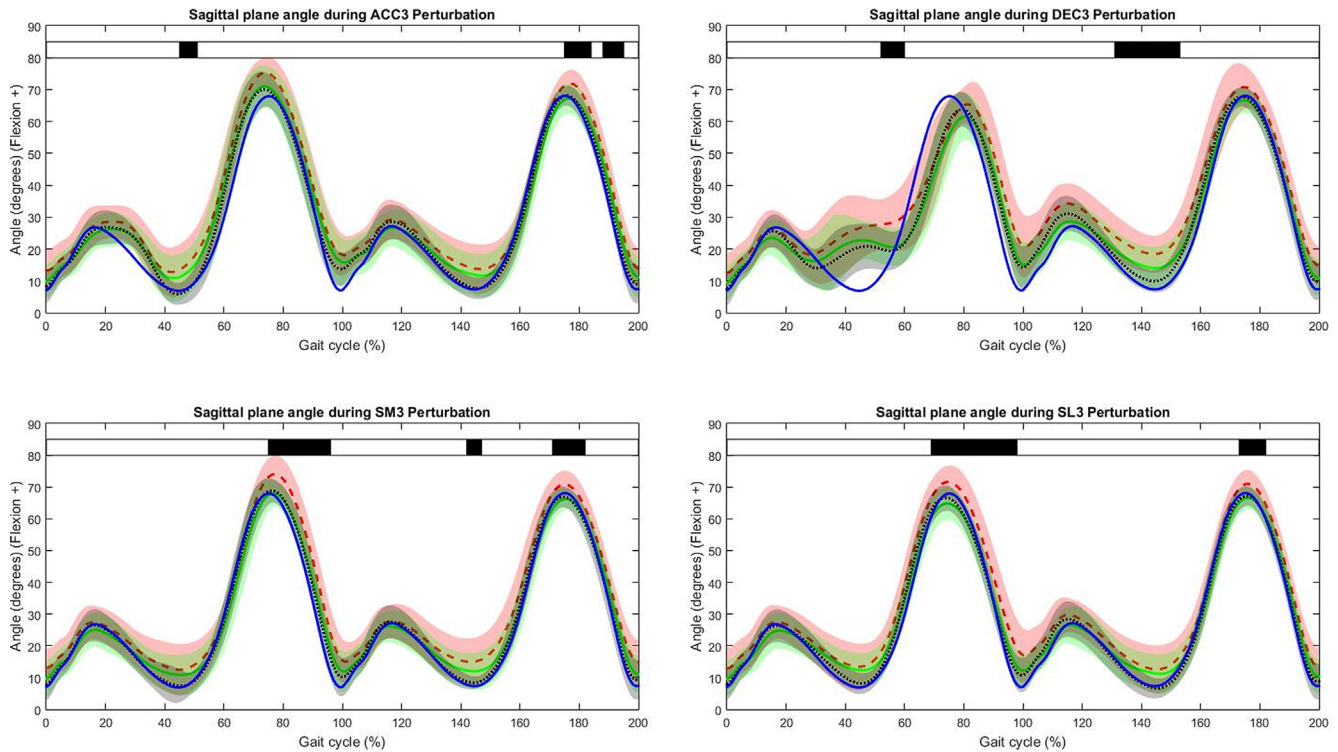 Sagittal plane angle during ACC3 Perturbation
90
80
70
60
50
40
30
20
10
0
Angle (degrees) (Flexion +)
0 20 40 60 80 100 120 140 160 180 200
Gait cycle (%)
Sagittal plane angle during DEC3 Perturbation
90
80
70
60
50
40
30
20
10
0
Angle (degrees) (Flexion +)
0 20 40 60 80 100 120 140 160 180 200
Gait cycle (%)
Sagittal plane angle during SM3 Perturbation
90
80
70
60
50
40
30
20
10
0
Angle (degrees) (Flexion +)
0 20 40 60 80 100 120 140 160 180 200
Gait cycle (%)
Sagittal plane angle during SL3 Perturbation
90
80
70
60
50
40
30
20
10
0
Angle (degrees) (Flexion +)
0 20 40 60 80 100 120 140 160 180 200
Gait cycle (%)